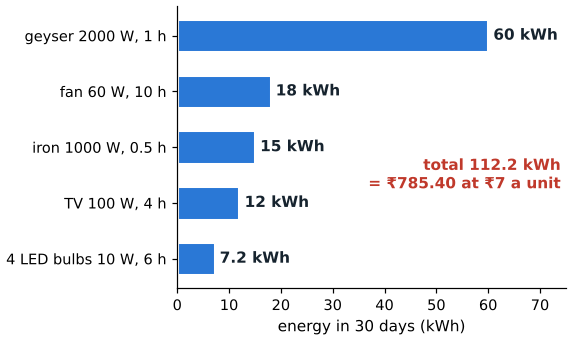 geyser 2000 W, 1 h
60 kWh
fan 60 W, 10 h
18 kWh
iron 1000 W, 0.5 h
15 kWh
total 112.2 kWh
= ₹785.40 at ₹7 a unit
TV 100 W, 4 h
12 kWh
4 LED bulbs 10 W, 6 h
7.2 kWh
0 10 20 30 40 50 60 70
energy in 30 days (kWh)